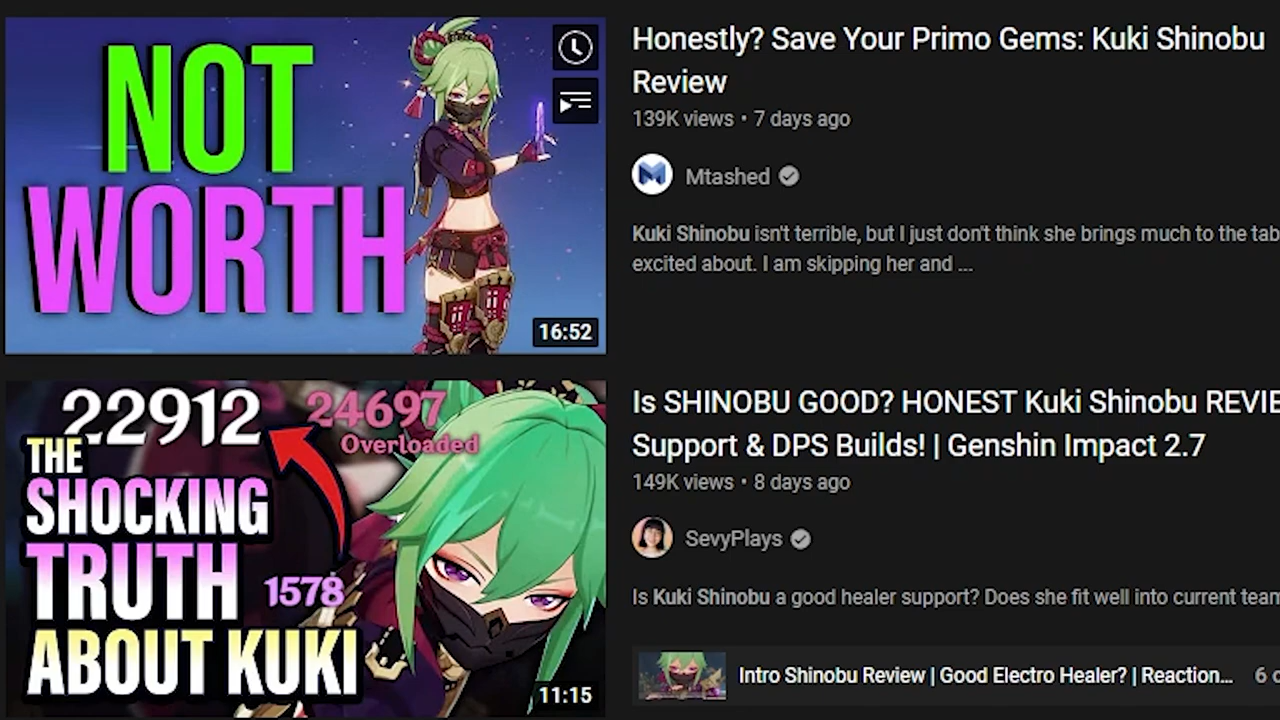 NOT
WORTH
16:52
Honestly? Save Your Primo Gems: Kuki Shinobu
Review
139K views • 7 days ago
Mtashed
Kuki Shinobu isn't terrible, but I just don't think she brings much to the tab
excited about. I am skipping her and ...
22912
24697
Overloaded
THE
SHOCKING
TRUTH
1578
ABOUT KUKI
11:15
Is SHINOBU GOOD? HONEST Kuki Shinobu REVIE
Support & DPS Builds! | Genshin Impact 2.7
149K views • 8 days ago
SevyPlays
Is Kuki Shinobu a good healer support? Does she fit well into current team
Intro Shinobu Review | Good Electro Healer? | Reaction... 6